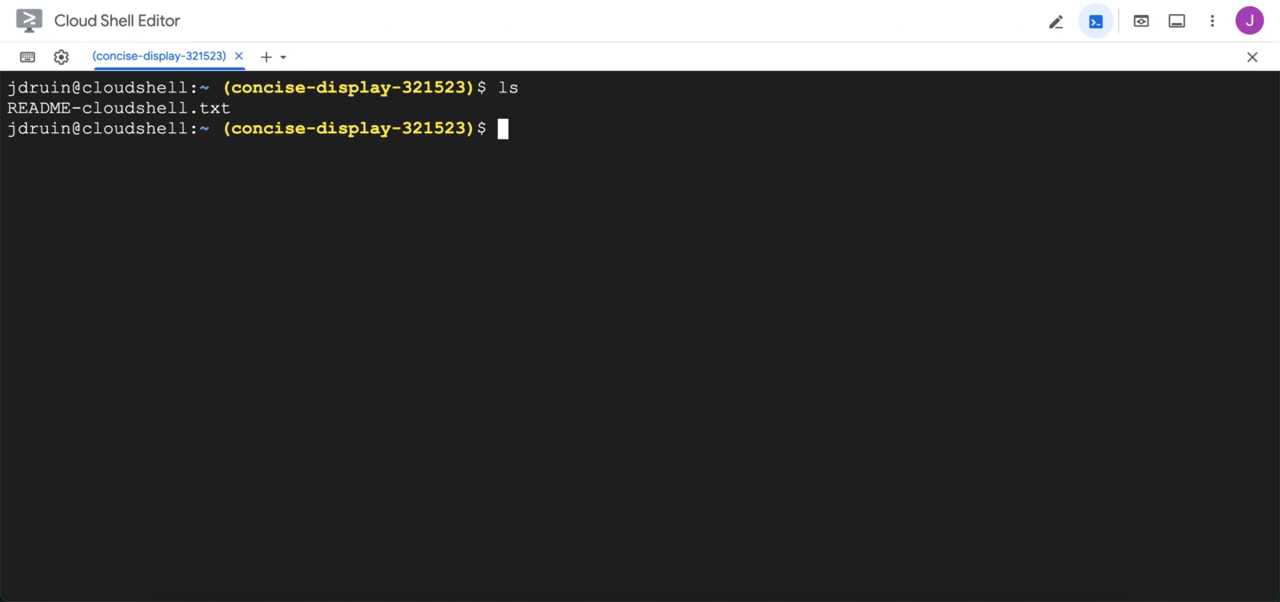 Cloud Shell Editor
J
(concise-display-321523)
jdruin@cloudshell:~ (concise-display-321523)$ ls
README-cloudshell.txt
jdruin@cloudshell:~ (concise-display-321523)$